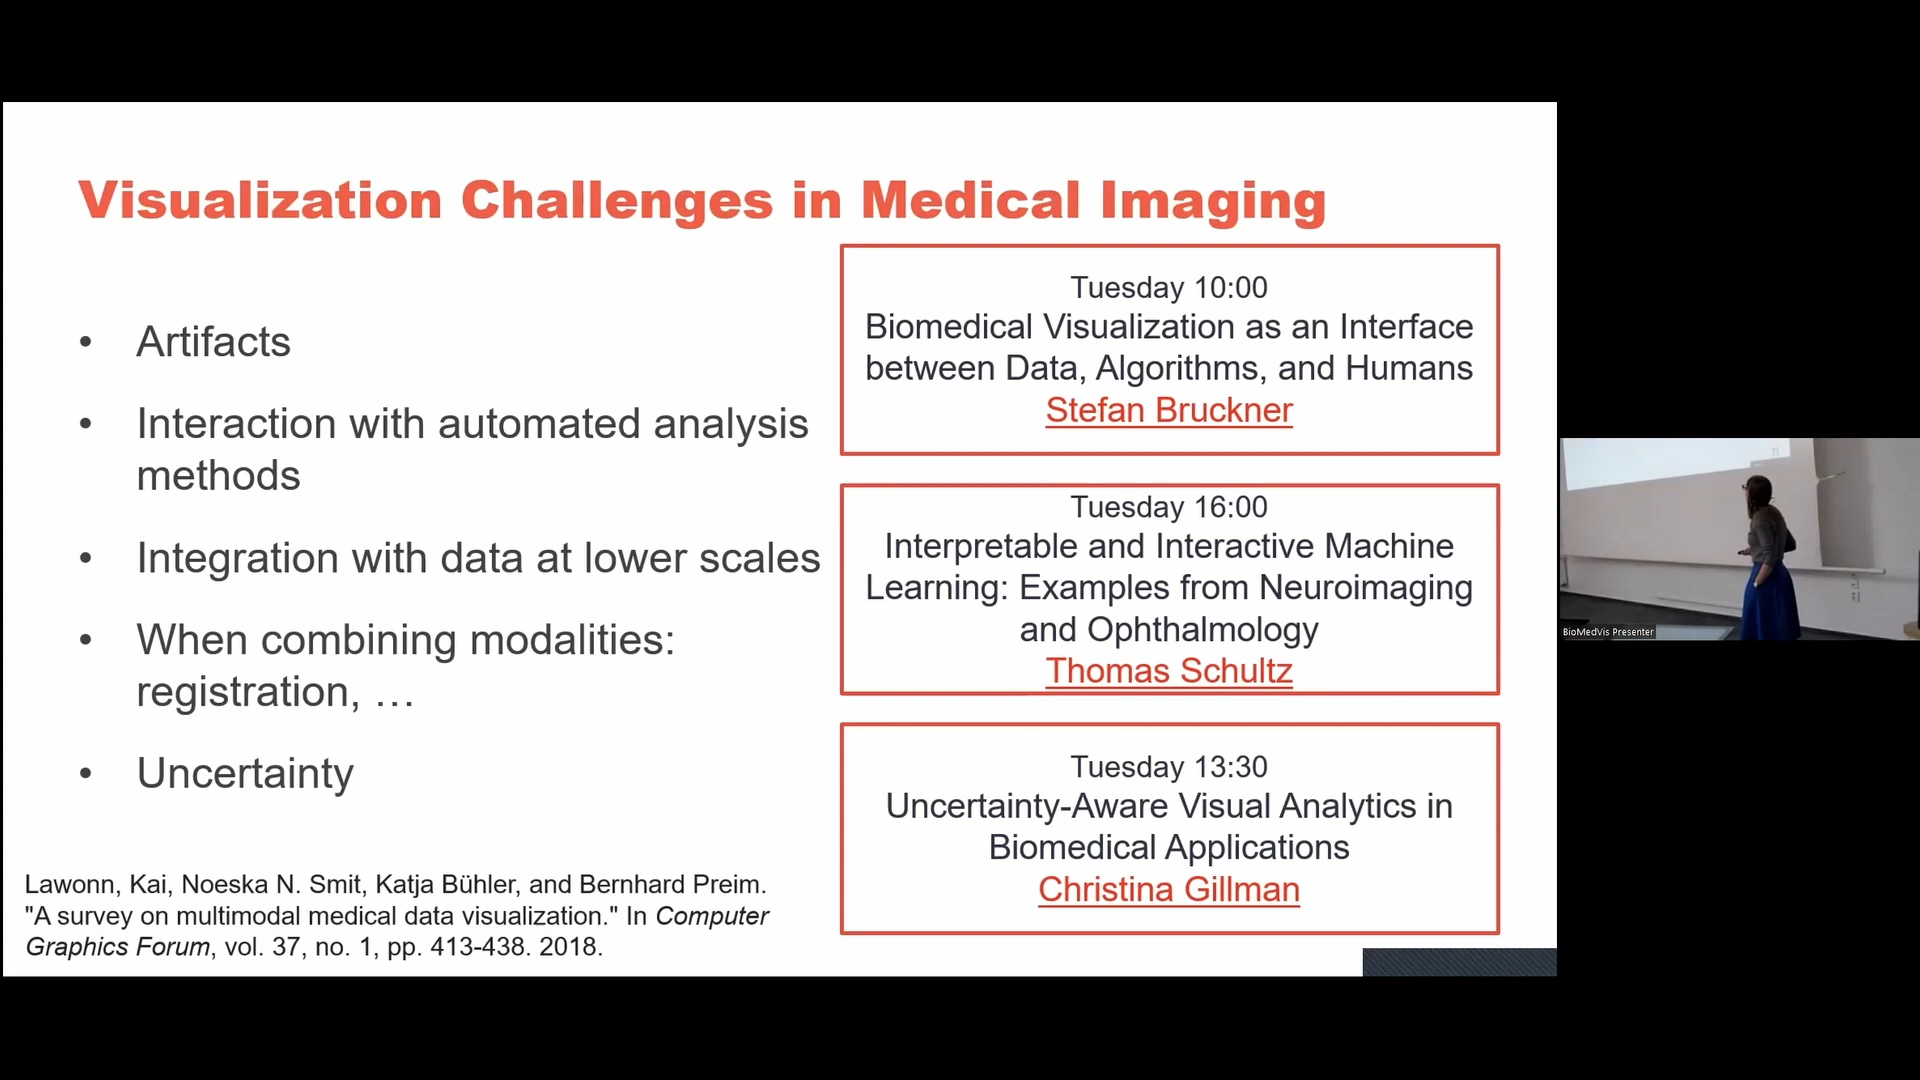 Visualization Challenges in Medical Imaging
• Artifacts
• Interaction with automated analysis
methods
• Integration with data at lower scales
• When combining modalities:
registration, …
• Uncertainty
Lawonn, Kai, Noeska N. Smit, Katja Bühler, and Bernhard Preim.
"A survey on multimodal medical data visualization." In Computer
Graphics Forum, vol. 37, no. 1, pp. 413-438. 2018.
Tuesday 10:00
Biomedical Visualization as an Interface
between Data, Algorithms, and Humans
Stefan Bruckner
Tuesday 16:00
Interpretable and Interactive Machine
Learning: Examples from Neuroimaging
and Ophthalmology
Thomas Schultz
Tuesday 13:30
Uncertainty-Aware Visual Analytics in
Biomedical Applications
Christina Gillman
BioMedVis Presenter